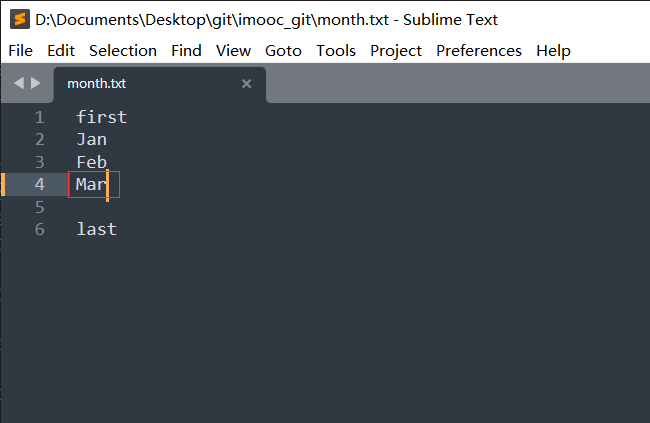 D:\Documents\Desktop\git\imooc_git\month.txt - Sublime Text
File Edit Selection Find View Goto Tools Project Preferences Help
month.txt
1 first
2 Jan
3 Feb
4 Mar
5
6 last